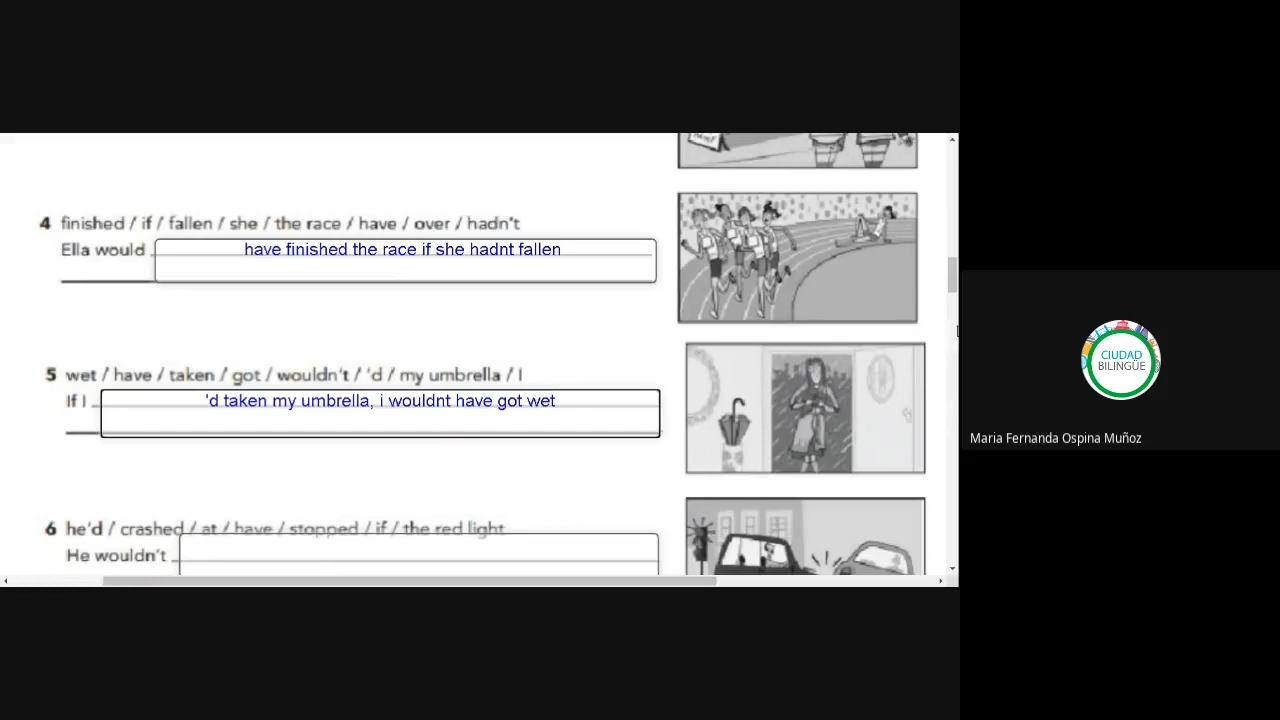 4 finished / if / fallen / she / the race / have / over / hadn't
Ella would have finished the race if she hadnt fallen
5 wet / have / taken / got / wouldn't / 'd / my umbrella / I
If I 'd taken my umbrella, i wouldnt have got wet
6 he'd / crashed / at / have / stopped / if / the red light
He wouldn't
CIUDAD
BILINGÜE
Maria Fernanda Ospina Muñoz